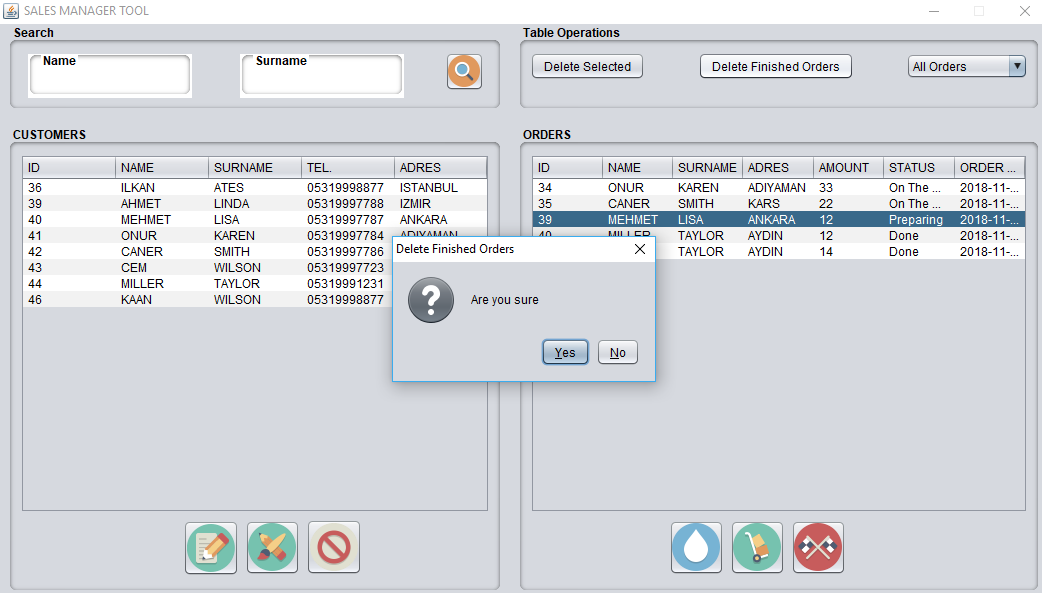 SALES MANAGER TOOL
Search
Name
Surname
Table Operations
Delete Selected
Delete Finished Orders
All Orders
CUSTOMERS
ID NAME SURNAME TEL. ADRES
36 ILKAN ATES 05319998877 ISTANBUL
39 AHMET LINDA 05319997788 IZMIR
40 MEHMET LISA 05319997787 ANKARA
41 ONUR KAREN 05319997784 ADIYAMAN
42 CANER SMITH 05319997786
43 CEM WILSON 05319997723
44 MILLER TAYLOR 05319991231
46 KAAN WILSON 05319998877
ORDERS
ID NAME SURNAME ADRES AMOUNT STATUS ORDER ...
34 ONUR KAREN ADIYAMAN 33 On The ... 2018-11-...
35 CANER SMITH KARS 22 On The ... 2018-11-...
39 MEHMET LISA ANKARA 12 Preparing 2018-11-...
40 MILLER TAYLOR AYDIN 12 Done 2018-11-...
TAYLOR AYDIN 14 Done 2018-11-...
Delete Finished Orders
Are you sure
Yes
No